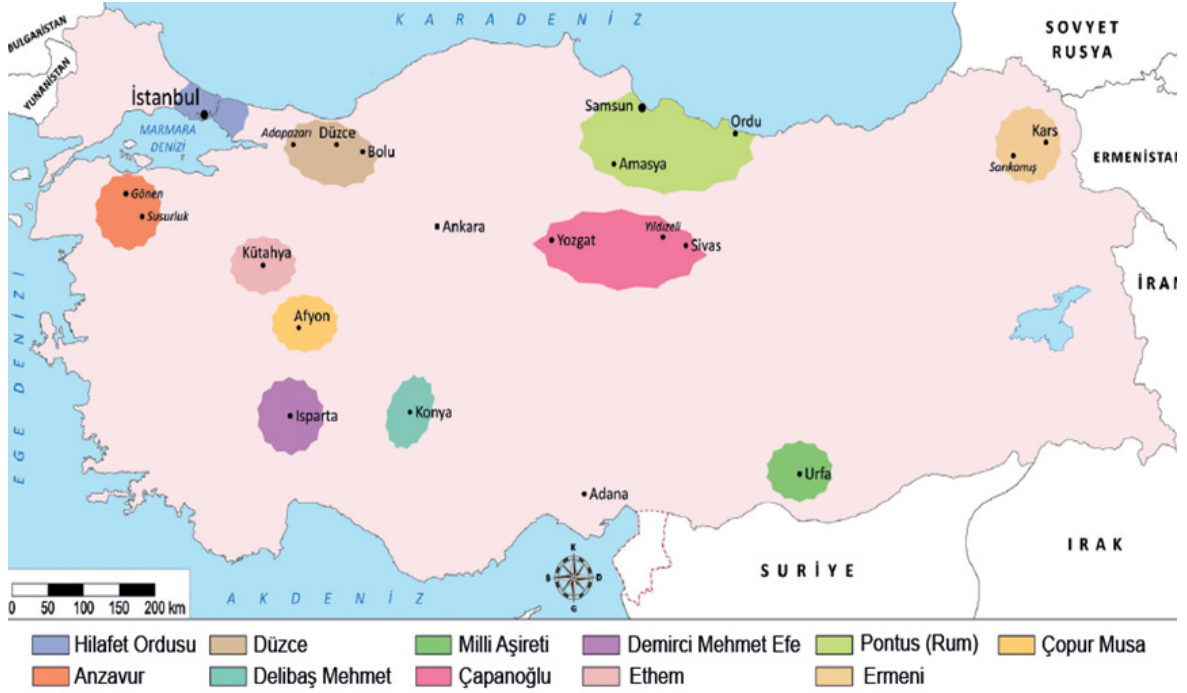 KARADENİZ
BULGARİSTAN
YUNANİSTAN
SOVYET
RUSYA
İstanbul
MARMARA
DENİZİ
Adapazarı
Düzce
Bolu
Samsun
Ordu
Amasya
Kars
Sarıkamış
ERMENİSTAN
Gönen
Susurluk
Ankara
Yozgat
Yıldızeli
Sivas
Kütahya
İRAN
Afyon
EGE DENİZİ
Isparta
Konya
Urfa
Adana
SURİYE
IRAK
AKDENİZ
K
B
D
G
0 50 100 150 200 km
Hilafet Ordusu
Düzce
Milli Aşireti
Demirci Mehmet Efe
Pontus (Rum)
Çopur Musa
Anzavur
Delibaş Mehmet
Çapanoğlu
Ethem
Ermeni